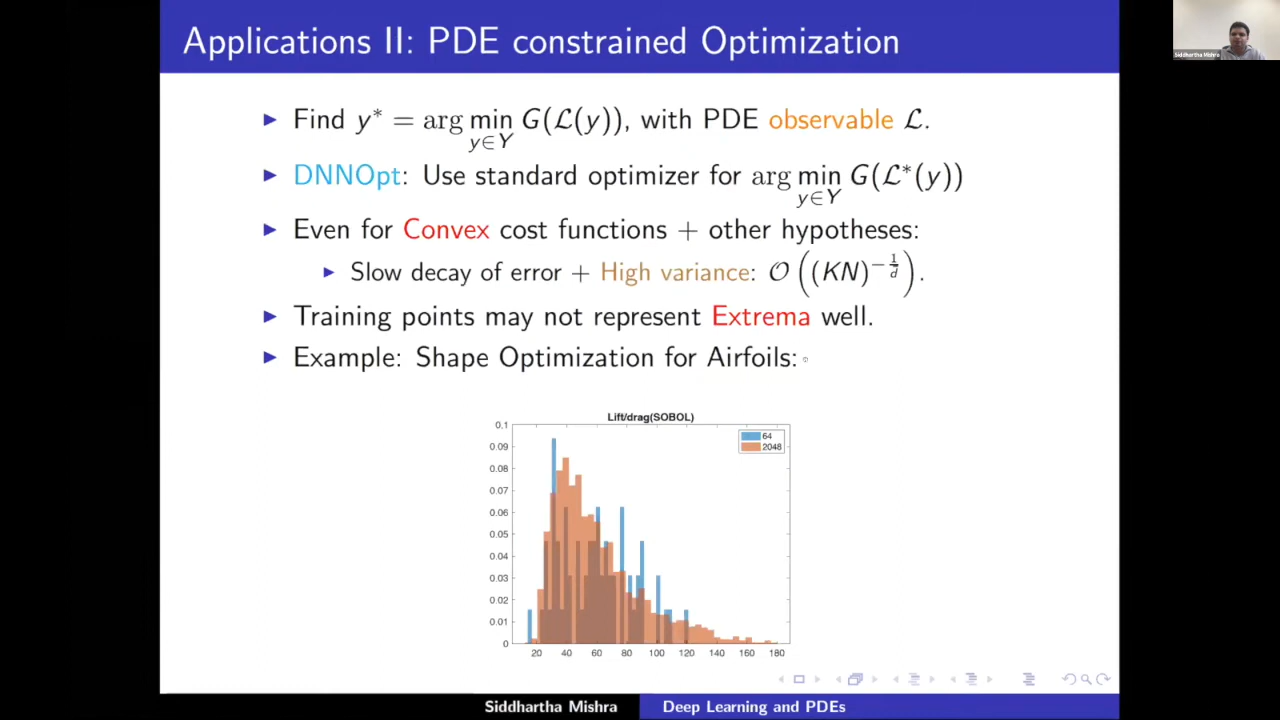 Applications II: PDE constrained Optimization
Siddhartha Mishra
▶ Find y* = arg min_{y∈Y} G(ℒ(y)), with PDE observable ℒ.
▶ DNNOpt: Use standard optimizer for arg min_{y∈Y} G(ℒ*(y))
▶ Even for Convex cost functions + other hypotheses:
▶ Slow decay of error + High variance: 𝒪((KN)^{-1/d}).
▶ Training points may not represent Extrema well.
▶ Example: Shape Optimization for Airfoils:
Lift/drag(SOBOL)
64
2048
0.1
0.09
0.08
0.07
0.06
0.05
0.04
0.03
0.02
0.01
0
20 40 60 80 100 120 140 160 180
Siddhartha Mishra Deep Learning and PDEs